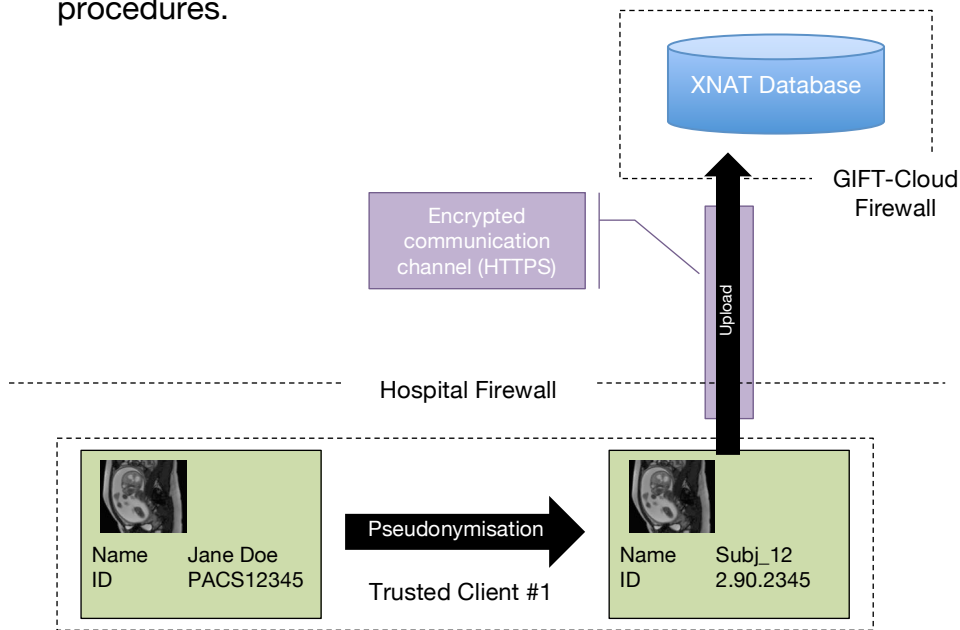 procedures.
XNAT Database
GIFT-Cloud
Firewall
Encrypted
communication
channel (HTTPS)
Upload
Hospital Firewall
Name Jane Doe
ID PACS12345
Pseudonymisation
Trusted Client #1
Name Subj_12
ID 2.90.2345